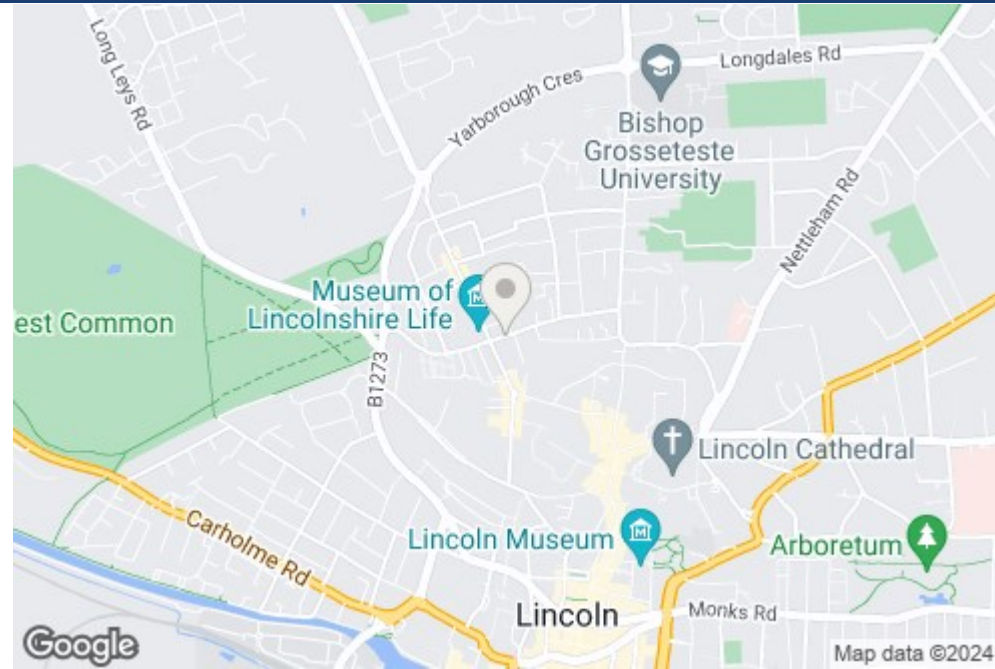 Long Leys Rd
Yarborough Cres
Longdales Rd
Bishop
Grosseteste
University
Nettleham Rd
Museum of
Lincolnshire Life
M
est Common
B1273
Lincoln Cathedral
Carholme Rd
Lincoln Museum
M
Arboretum
Lincoln
Monks Rd
Google
Map data ©2024